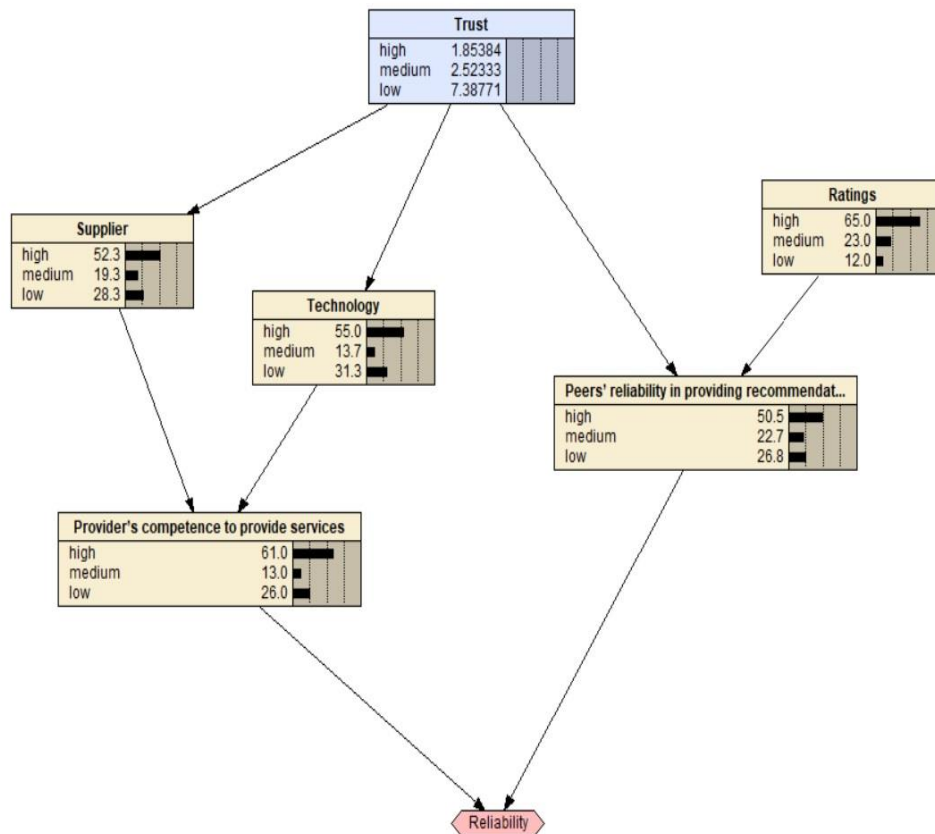 Trust
high 1.85384
medium 2.52333
low 7.38771
Ratings
high 65.0
medium 23.0
low 12.0
Supplier
high 52.3
medium 19.3
low 28.3
Technology
high 55.0
medium 13.7
low 31.3
Peers' reliability in providing recommendat...
high 50.5
medium 22.7
low 26.8
Provider's competence to provide services
high 61.0
medium 13.0
low 26.0
Reliability